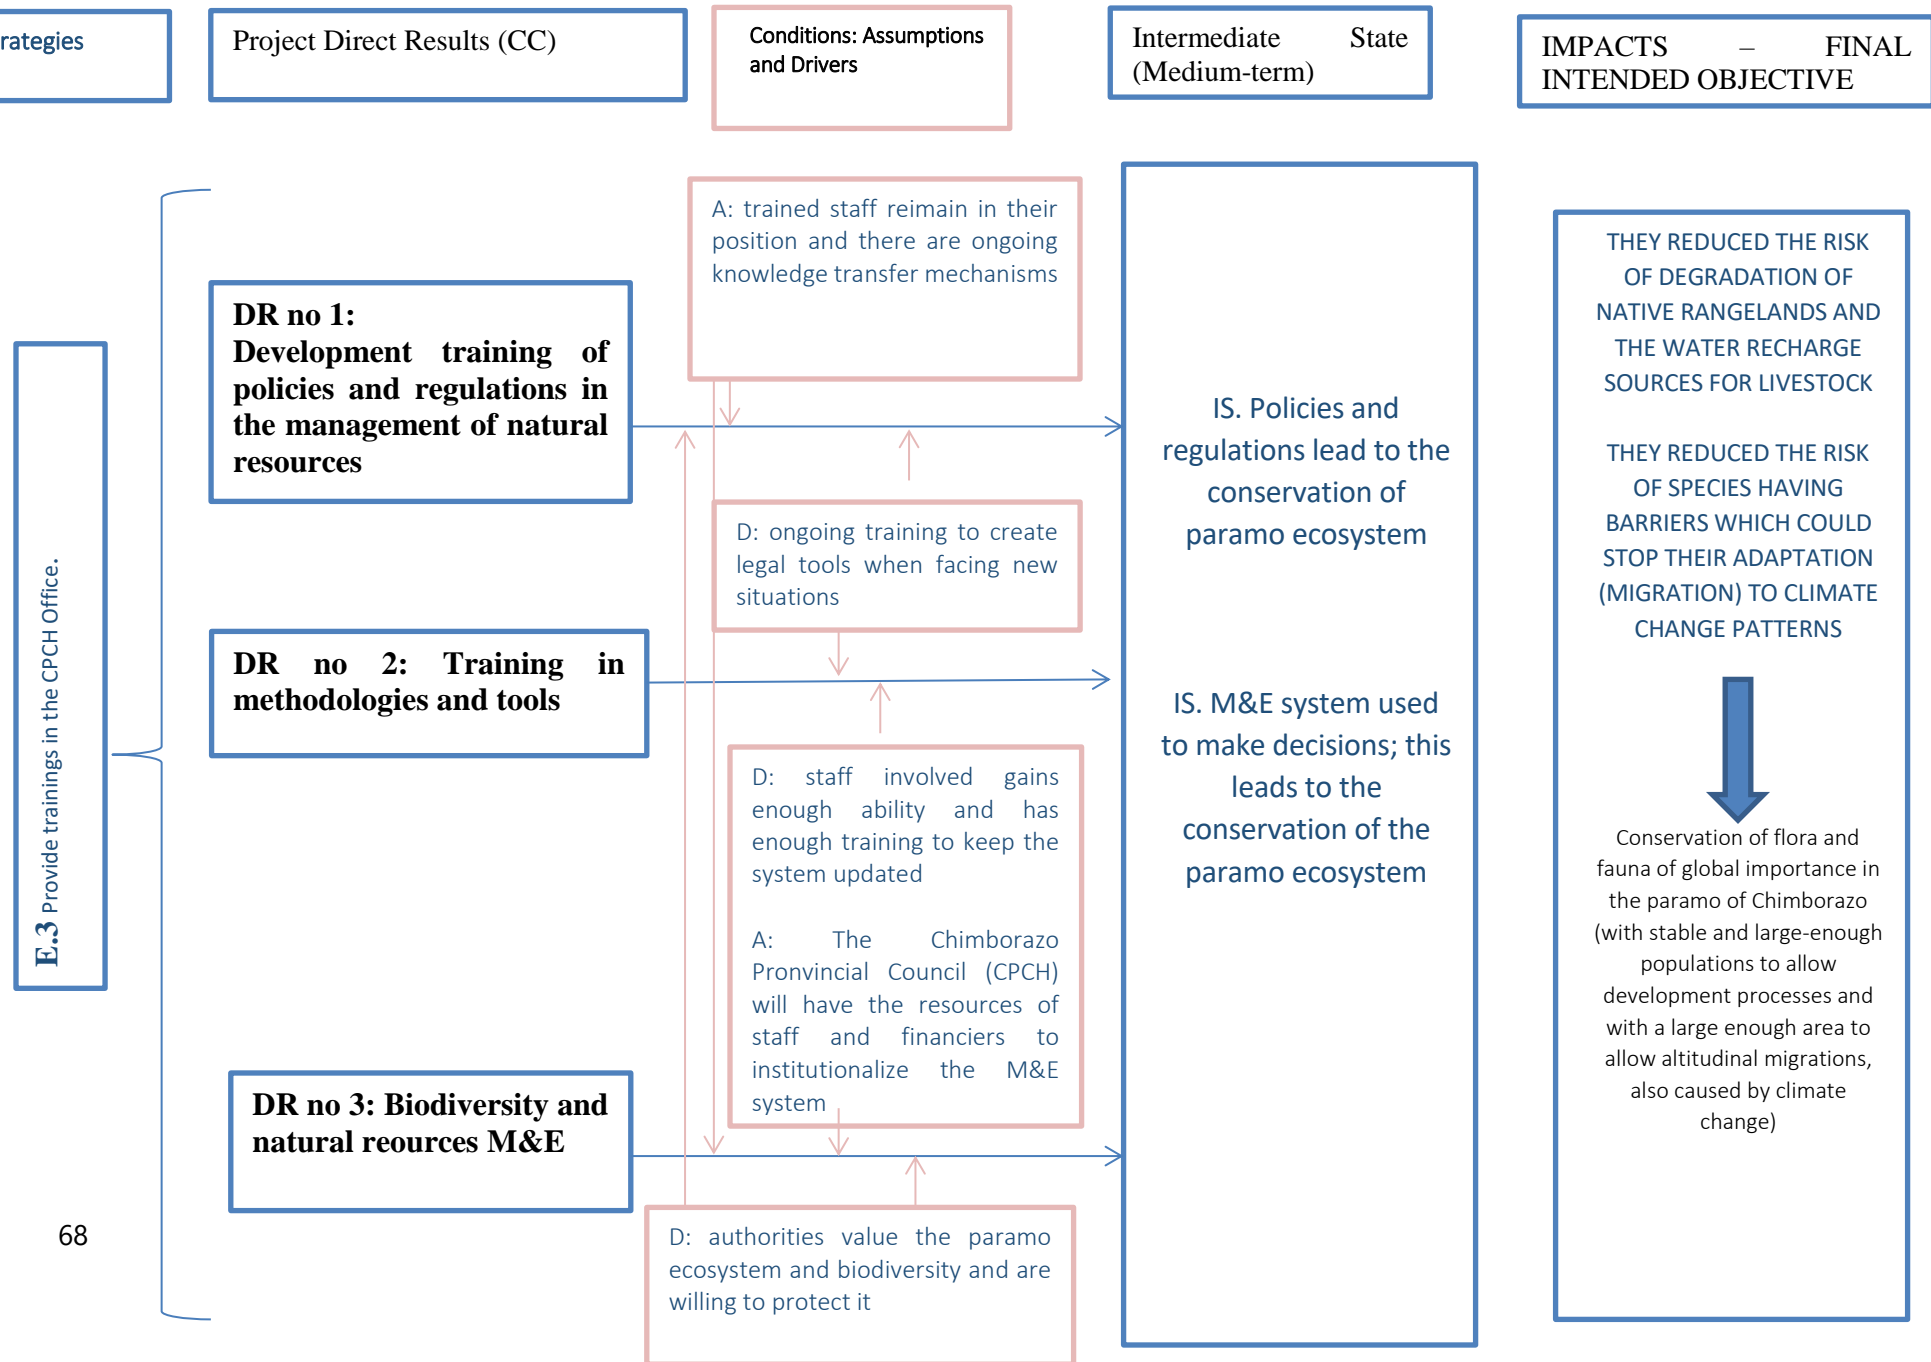 rategies
Project Direct Results (CC)
Conditions: Assumptions
and Drivers
Intermediate State
(Medium-term)
IMPACTS – FINAL
INTENDED OBJECTIVE
E.3 Provide trainings in the CPCH Office.
DR no 1:
Development training of
policies and regulations in
the management of natural
resources
DR no 2: Training in
methodologies and tools
DR no 3: Biodiversity and
natural reources M&E
A: trained staff reimain in their
position and there are ongoing
knowledge transfer mechanisms
D: ongoing training to create
legal tools when facing new
situations
D: staff involved gains
enough ability and has
enough training to keep the
system updated
A: The Chimborazo
Pronvincial Council (CPCH)
will have the resources of
staff and financiers to
institutionalize the M&E
system
D: authorities value the paramo
ecosystem and biodiversity and are
willing to protect it
IS. Policies and
regulations lead to the
conservation of
paramo ecosystem
IS. M&E system used
to make decisions; this
leads to the
conservation of the
paramo ecosystem
THEY REDUCED THE RISK
OF DEGRADATION OF
NATIVE RANGELANDS AND
THE WATER RECHARGE
SOURCES FOR LIVESTOCK
THEY REDUCED THE RISK
OF SPECIES HAVING
BARRIERS WHICH COULD
STOP THEIR ADAPTATION
(MIGRATION) TO CLIMATE
CHANGE PATTERNS
Conservation of flora and
fauna of global importance in
the paramo of Chimborazo
(with stable and large-enough
populations to allow
development processes and
with a large enough area to
allow altitudinal migrations,
also caused by climate
change)
68